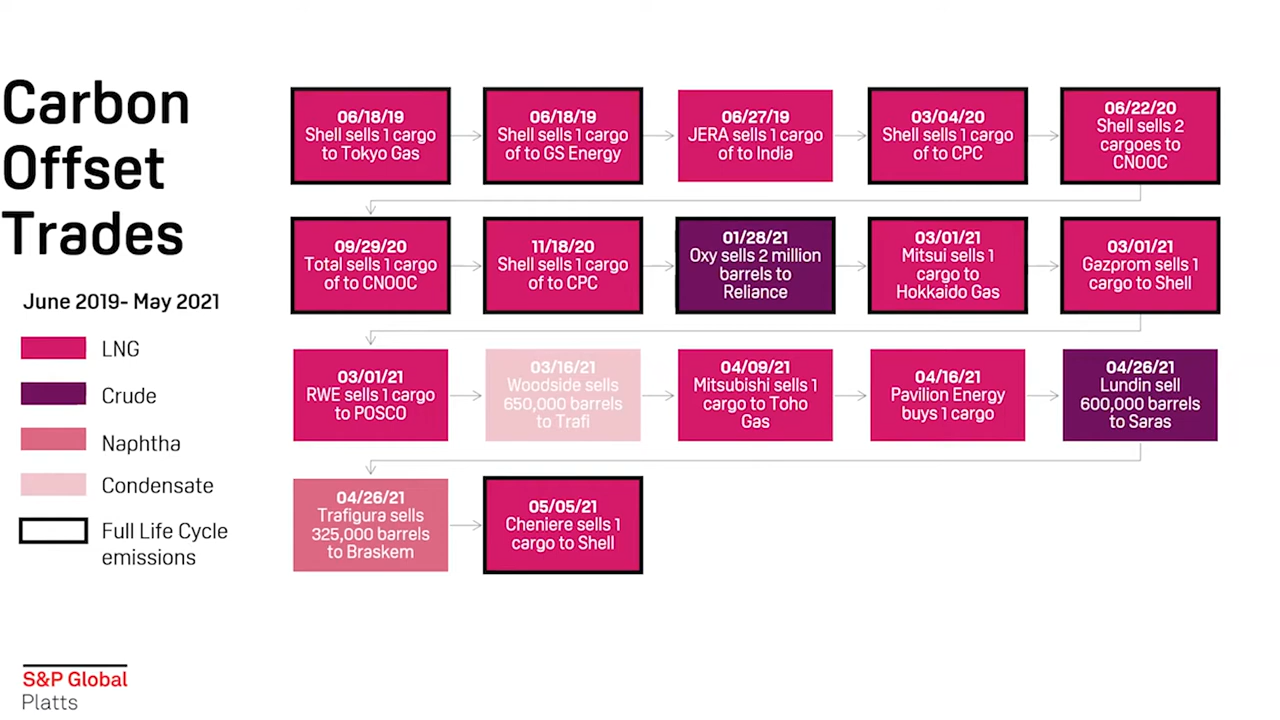 Carbon
Offset
Trades
June 2019- May 2021
LNG
Crude
Naphtha
Condensate
Full Life Cycle
emissions
06/18/19
Shell sells 1 cargo
to Tokyo Gas
06/18/19
Shell sells 1 cargo
of to GS Energy
06/27/19
JERA sells 1 cargo
of to India
03/04/20
Shell sells 1 cargo
of to CPC
06/22/20
Shell sells 2
cargoes to
CNOOC
09/29/20
Total sells 1 cargo
of to CNOOC
11/18/20
Shell sells 1 cargo
of to CPC
01/28/21
Oxy sells 2 million
barrels to
Reliance
03/01/21
Mitsui sells 1
cargo to
Hokkaido Gas
03/01/21
Gazprom sells 1
cargo to Shell
03/01/21
RWE sells 1 cargo
to POSCO
03/16/21
Woodside sells
650,000 barrels
to Trafi
04/09/21
Mitsubishi sells 1
cargo to Toho
Gas
04/16/21
Pavilion Energy
buys 1 cargo
04/26/21
Lundin sell
600,000 barrels
to Saras
04/26/21
Trafigura sells
325,000 barrels
to Braskem
05/05/21
Cheniere sells 1
cargo to Shell
S&P Global
Platts